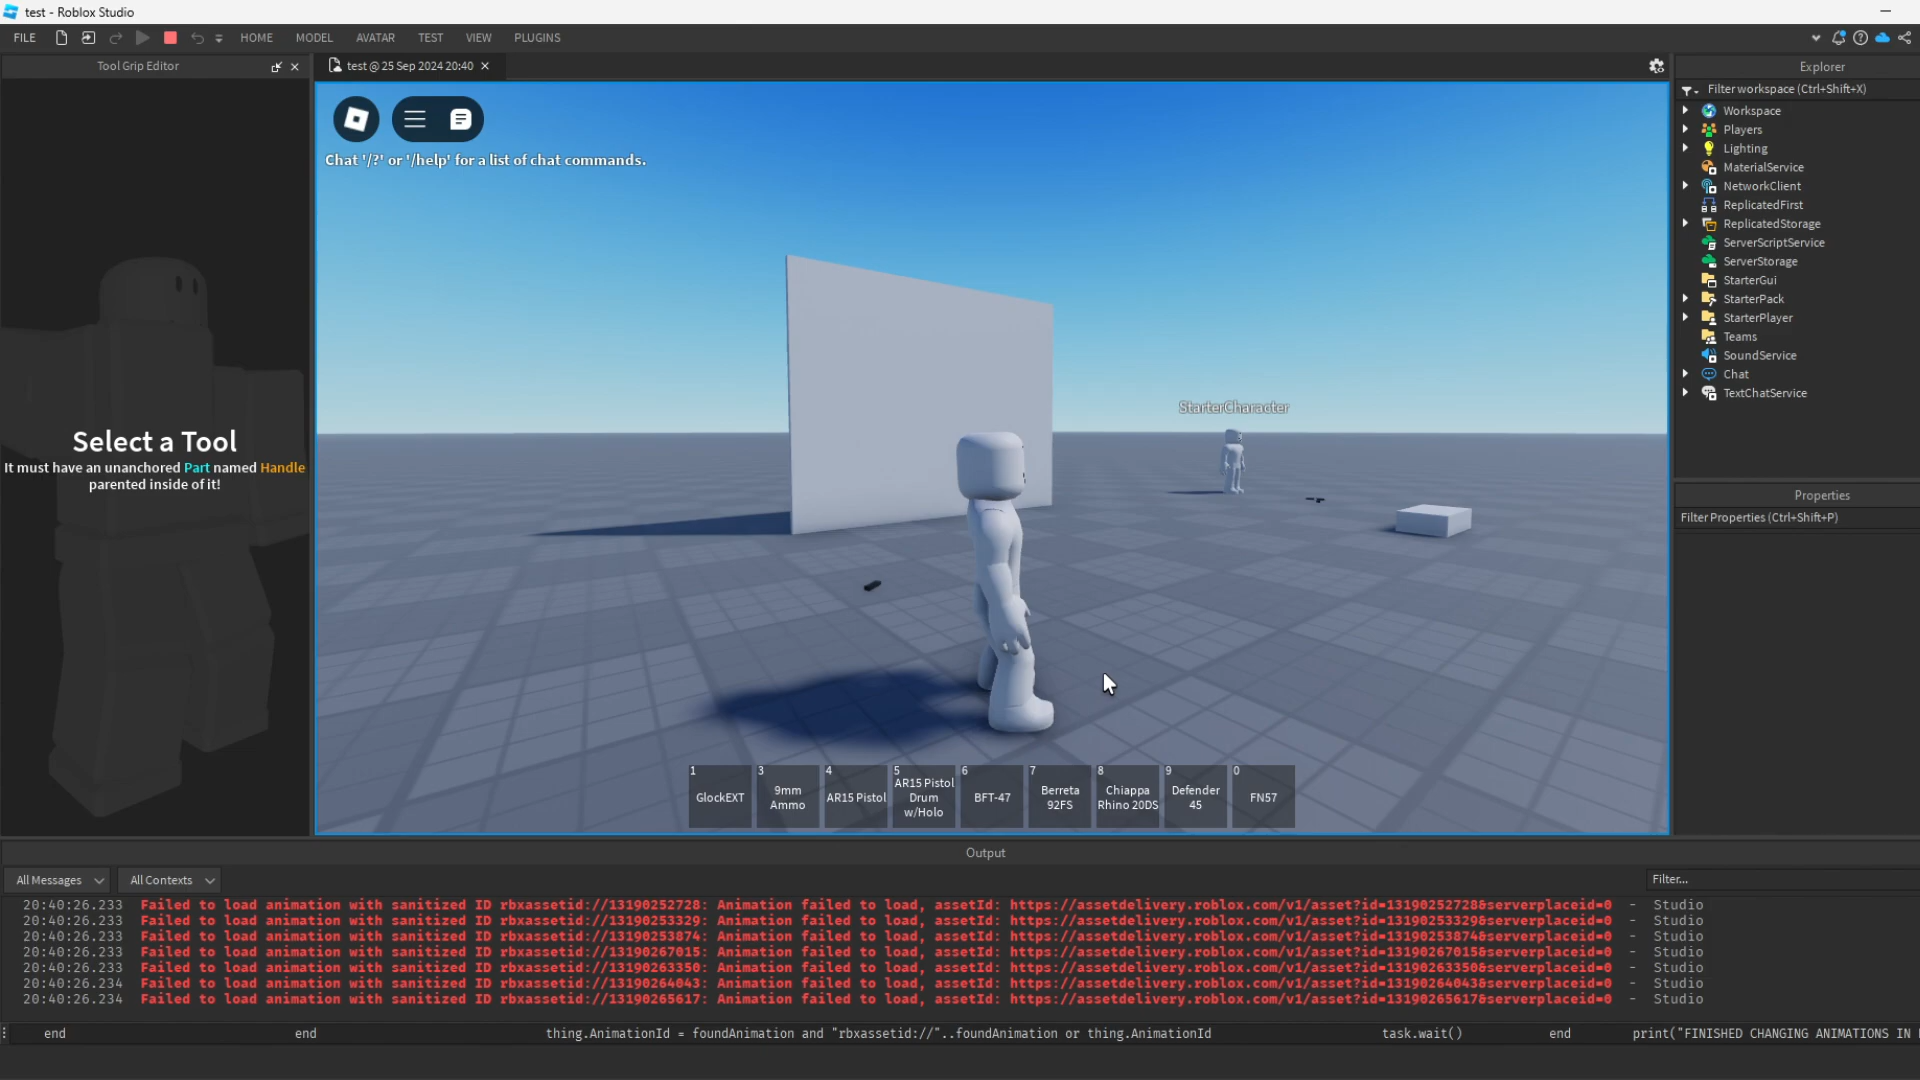 test - Roblox Studio
FILE HOME MODEL AVATAR TEST VIEW PLUGINS
Tool Grip Editor
test @ 25 Sep 2024 20:40
Explorer
Filter workspace (Ctrl+Shift+X)
Workspace
Players
Lighting
MaterialService
NetworkClient
ReplicatedFirst
ReplicatedStorage
ServerScriptService
ServerStorage
StarterGui
StarterPack
StarterPlayer
Teams
SoundService
Chat
TextChatService
Properties
Filter Properties (Ctrl+Shift+P)
Select a Tool
It must have an unanchored Part named Handle
parented inside of it!
Chat '/?' or '/help' for a list of chat commands.
StarterCharacter
1
GlockEXT
3
9mm
Ammo
4
AR15 Pistol
5
AR15 Pistol
Drum
w/Holo
6
BFT-47
7
Berreta
92FS
8
Chiappa
Rhino 20DS
9
Defender
45
0
FN57
Output
All Messages All Contexts Filter...
20:40:26.233 Failed to load animation with sanitized ID rbxassetid://13190252728: Animation failed to load, assetId: https://assetdelivery.roblox.com/v1/asset?id=13190252728&serverplaceid=0 - Studio
20:40:26.233 Failed to load animation with sanitized ID rbxassetid://13190253329: Animation failed to load, assetId: https://assetdelivery.roblox.com/v1/asset?id=13190253329&serverplaceid=0 - Studio
20:40:26.233 Failed to load animation with sanitized ID rbxassetid://13190253874: Animation failed to load, assetId: https://assetdelivery.roblox.com/v1/asset?id=13190253874&serverplaceid=0 - Studio
20:40:26.233 Failed to load animation with sanitized ID rbxassetid://13190267015: Animation failed to load, assetId: https://assetdelivery.roblox.com/v1/asset?id=13190267015&serverplaceid=0 - Studio
20:40:26.233 Failed to load animation with sanitized ID rbxassetid://13190263350: Animation failed to load, assetId: https://assetdelivery.roblox.com/v1/asset?id=13190263350&serverplaceid=0 - Studio
20:40:26.234 Failed to load animation with sanitized ID rbxassetid://13190264043: Animation failed to load, assetId: https://assetdelivery.roblox.com/v1/asset?id=13190264043&serverplaceid=0 - Studio
20:40:26.234 Failed to load animation with sanitized ID rbxassetid://13190265617: Animation failed to load, assetId: https://assetdelivery.roblox.com/v1/asset?id=13190265617&serverplaceid=0 - Studio
end end thing.AnimationId = foundAnimation and "rbxassetid://"..foundAnimation or thing.AnimationId task.wait() end print("FINISHED CHANGING ANIMATIONS IN